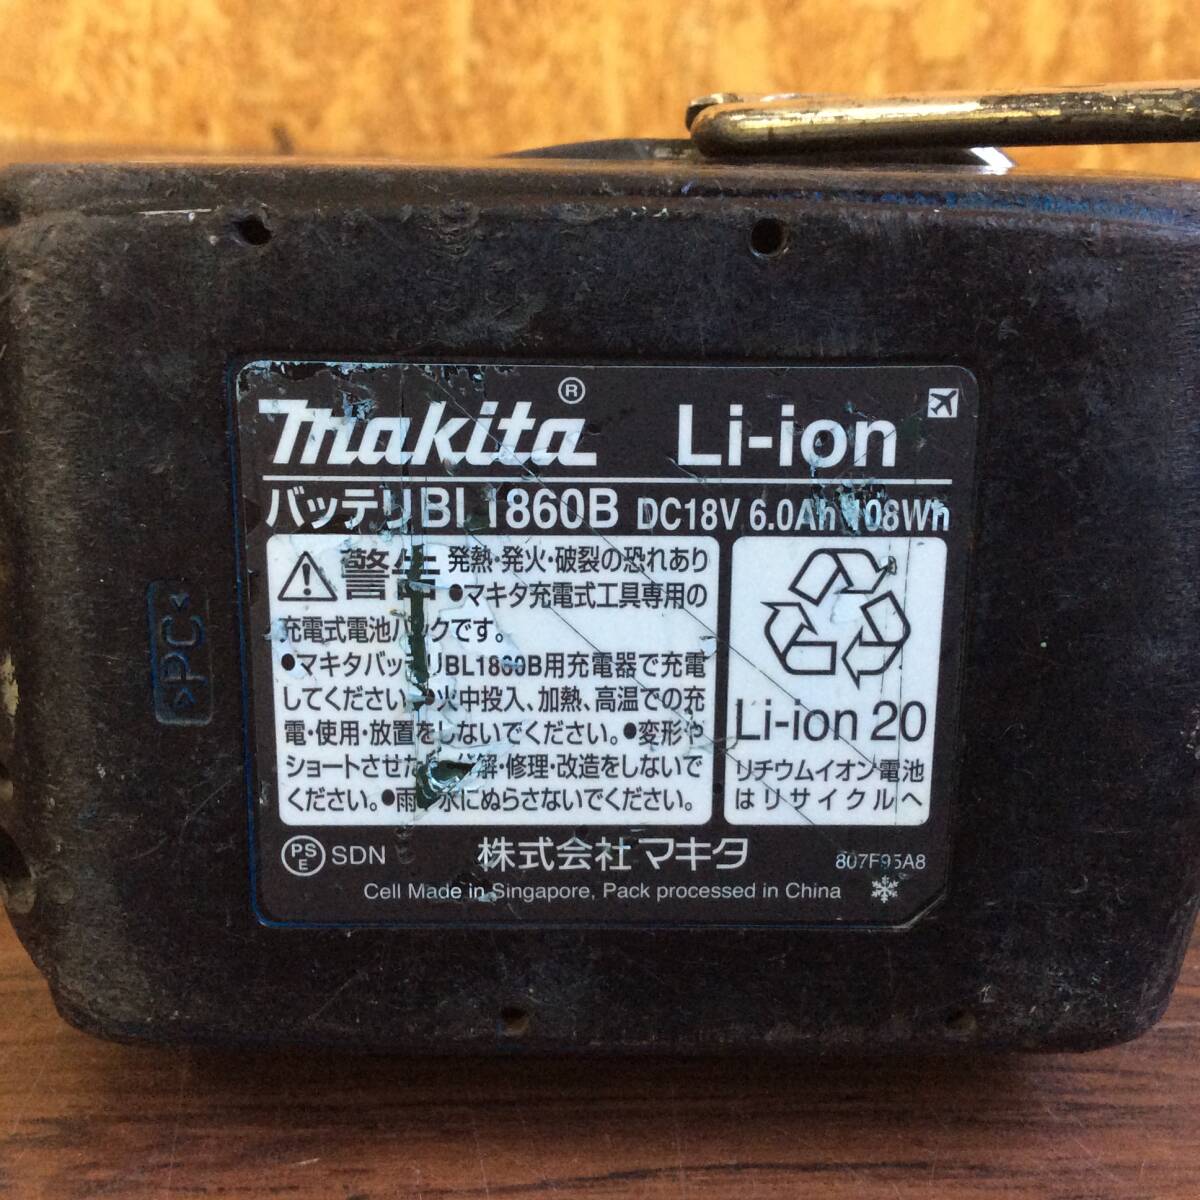 makita® Li-ion
バッテリBL1860B DC18V 6.0Ah 108Wh
警告 発熱・発火・破裂の恐れあり
●マキタ充電式工具専用の
充電式電池パックです。
●マキタバッテリBL1860B用充電器で充電
してください。●火中投入、加熱、高温での充
電・使用・放置をしないでください。●変形や
ショートさせたり、分解・修理・改造をしないで
ください。●雨、水にぬらさないでください。
Li-ion 20
リチウムイオン電池
はリサイクルへ
PSE SDN 株式会社マキタ 807F95A8
Cell Made in Singapore, Pack processed in China
>PC<